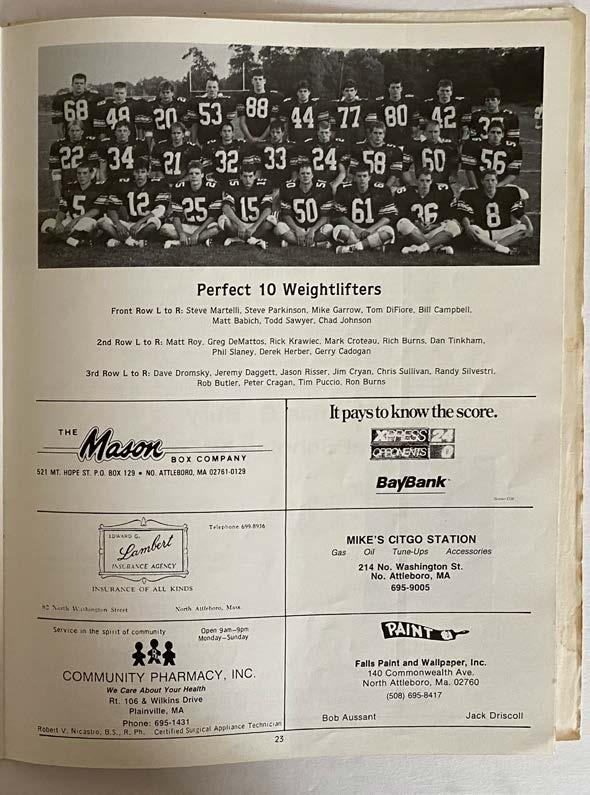 68 48 20 53 88 44 77 80 42
22 34 21 32 33 24 58 60 56
5 12 25 15 50 61 36 8
Perfect 10 Weightlifters
Front Row L to R: Steve Martelli, Steve Parkinson, Mike Garrow, Tom DiFiore, Bill Campbell,
Matt Babich, Todd Sawyer, Chad Johnson
2nd Row L to R: Matt Roy, Greg DeMattos, Rick Krawiec, Mark Croteau, Rich Burns, Dan Tinkham,
Phil Slaney, Derek Herber, Gerry Cadogan
3rd Row L to R: Dave Dromsky, Jeremy Daggett, Jason Risser, Jim Cryan, Chris Sullivan, Randy Silvestri,
Rob Butler, Peter Cragan, Tim Puccio, Ron Burns
THE Mason BOX COMPANY
521 MT. HOPE ST. P.O. BOX 129 • NO. ATTLEBORO, MA 02761-0129
It pays to know the score.
XPRESS 24
OPPONENTS 0
BayBank
Telephone 699-8936
EDWARD G.
Lambert
INSURANCE AGENCY
INSURANCE OF ALL KINDS
82 North Washington Street North Attleboro, Mass.
MIKE'S CITGO STATION
Gas Oil Tune-Ups Accessories
214 No. Washington St.
No. Attleboro, MA
695-9005
Service in the spirit of community
Open 9am-9pm
Monday-Sunday
COMMUNITY PHARMACY, INC.
We Care About Your Health
Rt. 106 & Wilkins Drive
Plainville, MA
Phone: 695-1431
Robert V. Nicastro, B.S., R. Ph. Certified Surgical Appliance Technician
PAINT
Falls Paint and Wallpaper, Inc.
140 Commonwealth Ave.
North Attleboro, Ma. 02760
(508) 695-8417
Bob Aussant Jack Driscoll
23